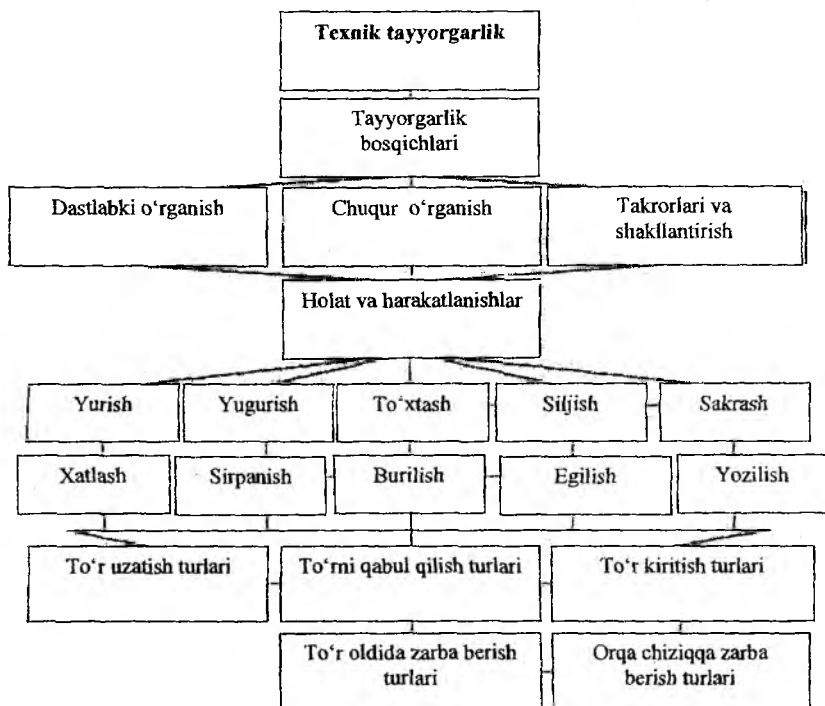 Texnik tayyorgarlik
Tayyorgarlik
bosqichlari
Dastlabki o‘rganish
Chuqur o‘rganish
Takrorlari va
shakllantirish
Holat va harakatlanishlar
Yurish
Yugurish
To‘xtash
Siljish
Sakrash
Xatlash
Sirpanish
Burilish
Egilish
Yozilish
To‘r uzatish turlari
To‘rni qabul qilish turlari
To‘r kiritish turlari
To‘r oldida zarba berish
turlari
Orqa chiziqqa zarba
berish turlari